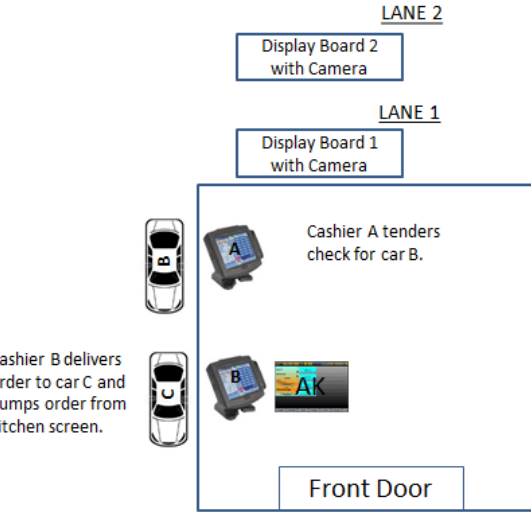 LANE 2
Display Board 2
with Camera
LANE 1
Display Board 1
with Camera
Cashier A tenders
check for car B.
A
B
ashier B delivers
rder to car C and
umps order from
itchen screen.
C
B
AK
Front Door